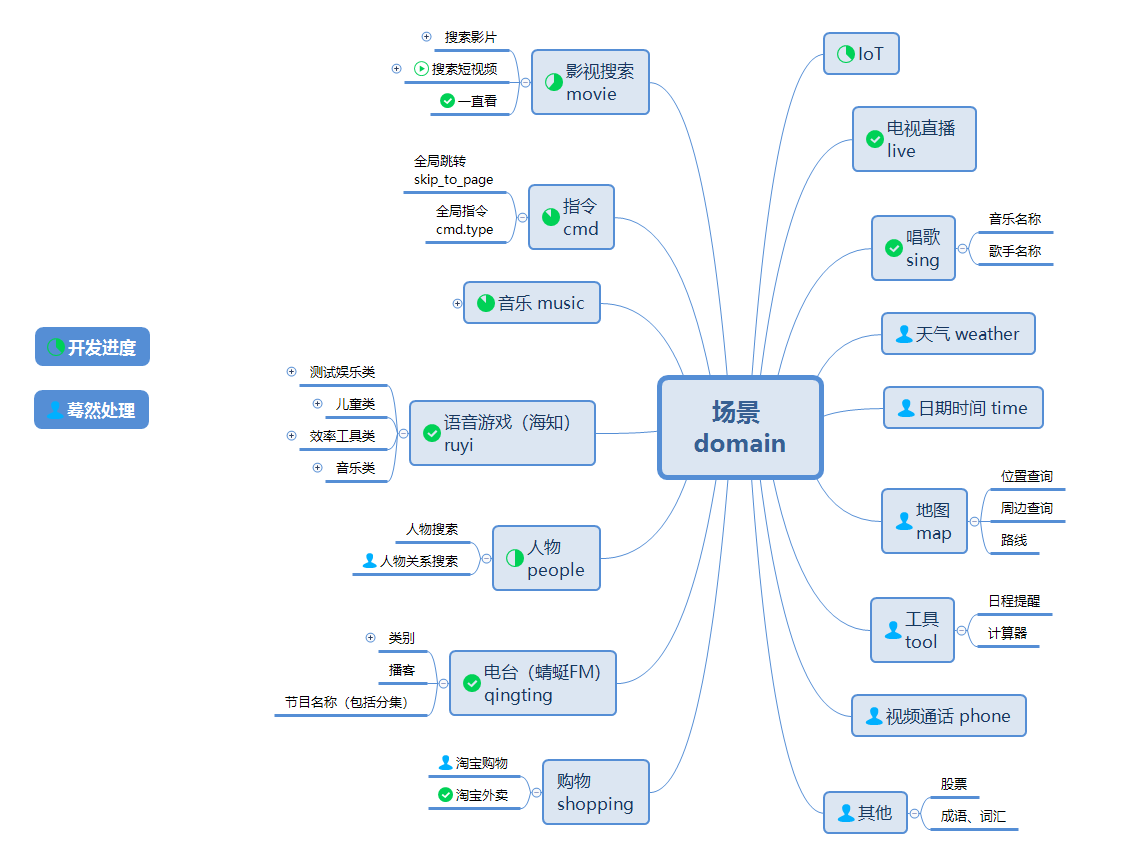 搜索影片
搜索短视频
一直看
影视搜索
movie
全局跳转
skip_to_page
全局指令
cmd.type
指令
cmd
音乐 music
开发进度
蓦然处理
测试娱乐类
儿童类
效率工具类
音乐类
语音游戏（海知）
ruyi
人物搜索
人物关系搜索
人物
people
类别
播客
节目名称（包括分集）
电台（蜻蜓FM）
qingting
淘宝购物
淘宝外卖
购物
shopping
场景
domain
IoT
电视直播
live
唱歌
sing
音乐名称
歌手名称
天气 weather
日期时间 time
地图
map
位置查询
周边查询
路线
工具
tool
日程提醒
计算器
视频通话 phone
其他
股票
成语、词汇